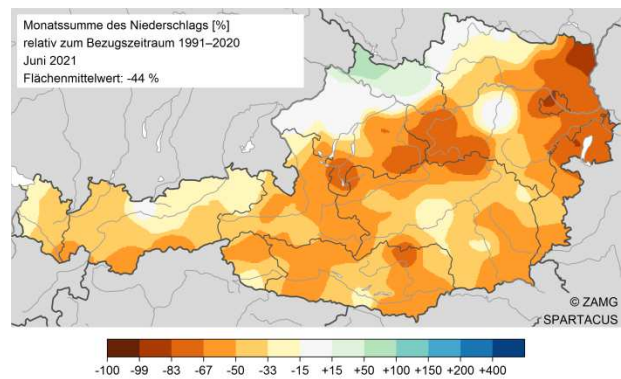 Monatssumme des Niederschlags [%]
relativ zum Bezugszeitraum 1991–2020
Juni 2021
Flächenmittelwert: -44 %
© ZAMG
SPARTACUS
-100 -99 -83 -67 -50 -33 -15 +15 +50 +100 +150 +200 +400